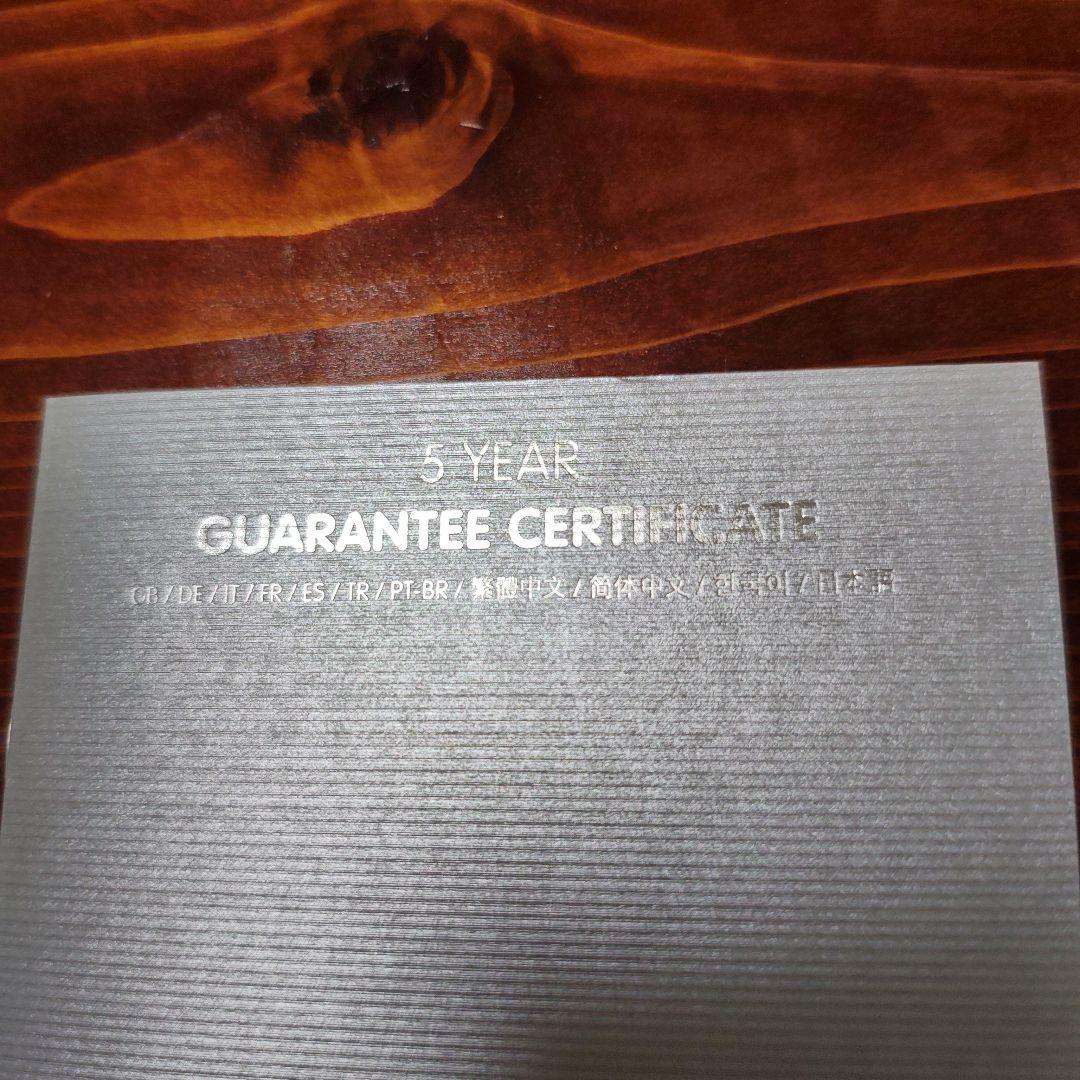 5 YEAR
GUARANTEE CERTIFICATE
GB / DE / IT / FR / ES / TR / PT-BR / 繁體中文 / 简体中文 / 한국어 / 日本語